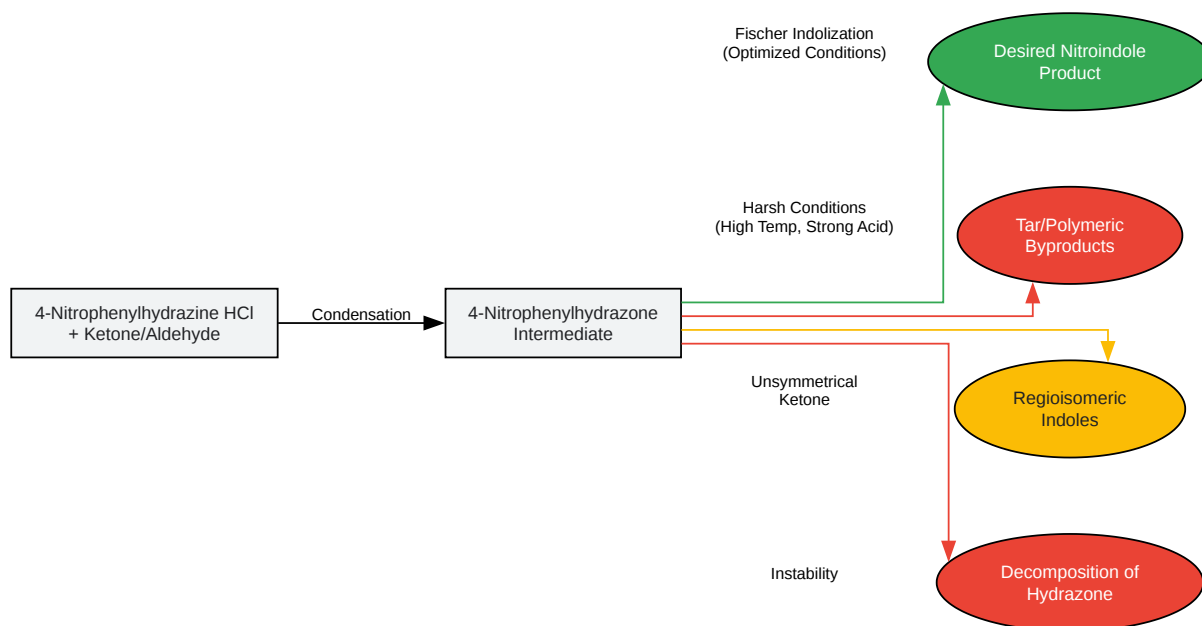 Fischer Indolization
(Optimized Conditions)
Desired Nitroindole
Product
Harsh Conditions
(High Temp, Strong Acid)
Tar/Polymeric
Byproducts
4-Nitrophenylhydrazine HCl
+ Ketone/Aldehyde
Condensation
4-Nitrophenylhydrazone
Intermediate
Unsymmetrical
Ketone
Regioisomeric
Indoles
Instability
Decomposition of
Hydrazone